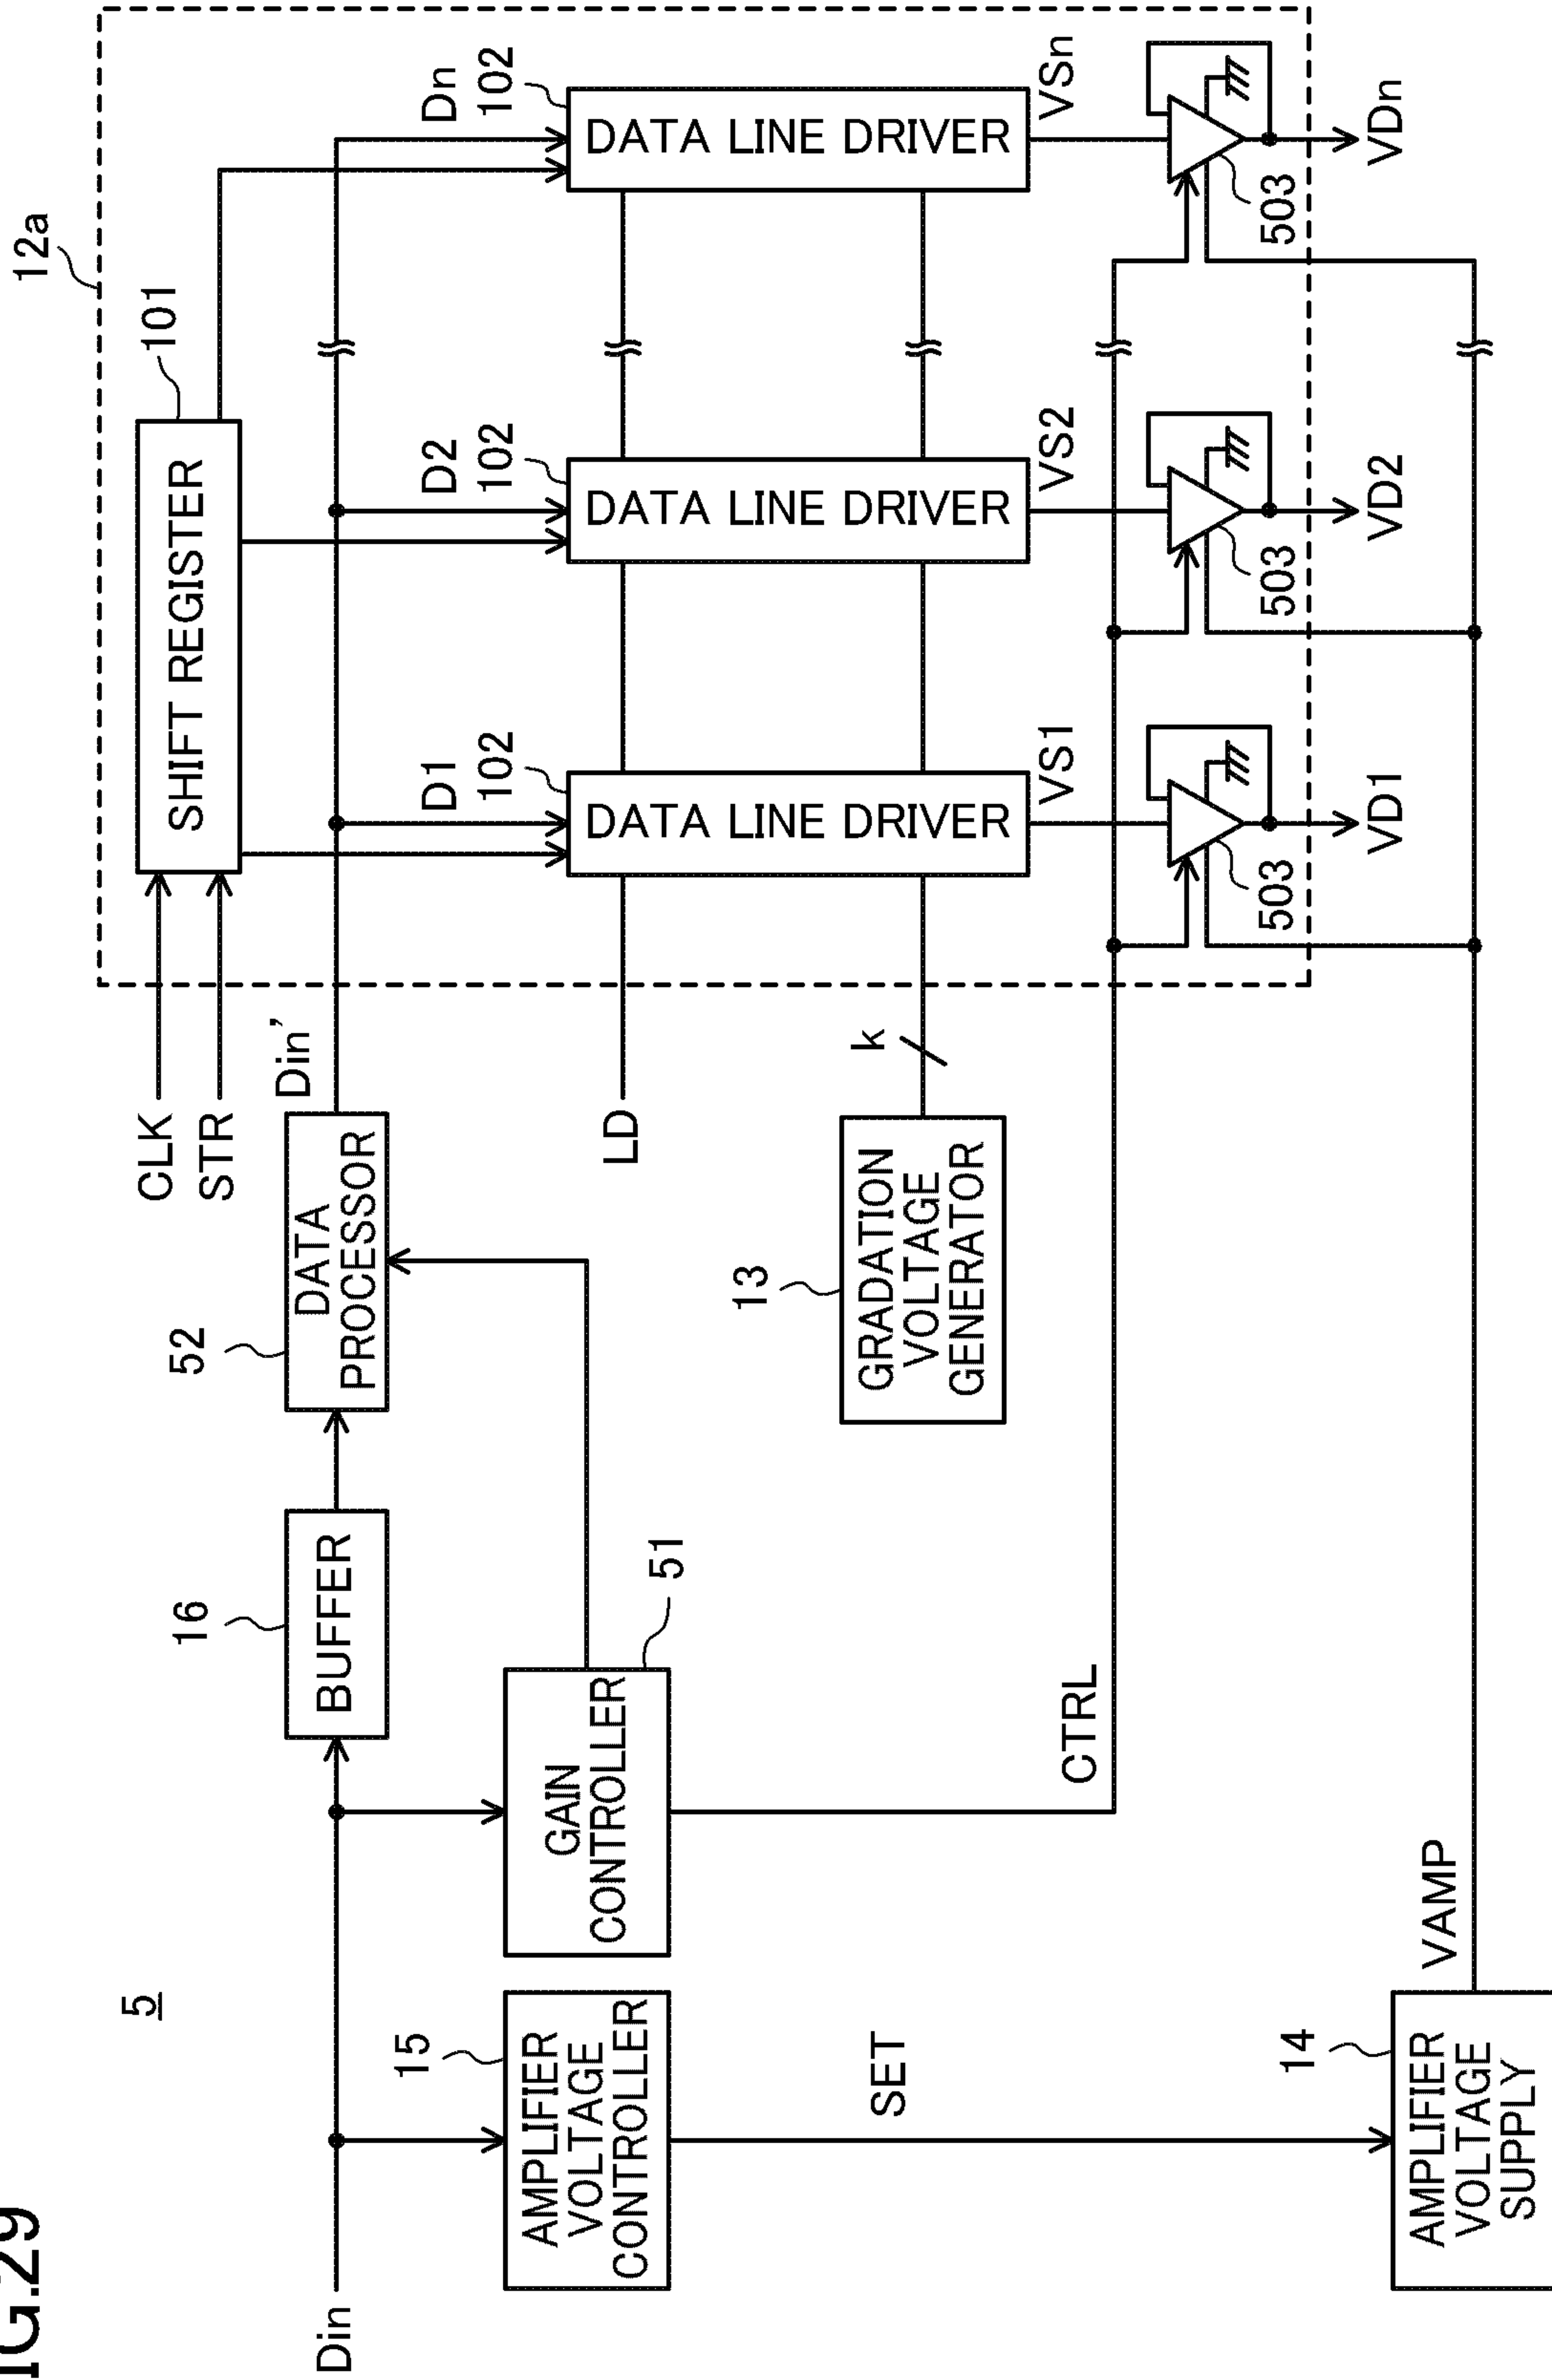 IG.29
5
12a
CLK
STR
SHIFT REGISTER
101
Din
16
BUFFER
52
DATA
PROCESSOR
Din'
D1
102
D2
102
Dn
102
15
AMPLIFIER
VOLTAGE
CONTROLLER
GAIN
CONTROLLER
51
LD
DATA LINE DRIVER
DATA LINE DRIVER
DATA LINE DRIVER
13
GRADATION
VOLTAGE
GENERATOR
k
SET
CTRL
VS1
VS2
VSn
503
503
503
14
AMPLIFIER
VOLTAGE
SUPPLY
VAMP
VD1
VD2
VDn